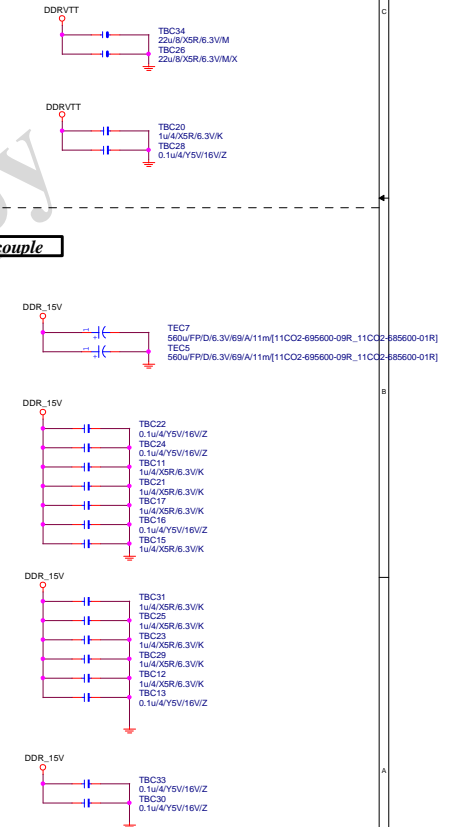 DDRVTT
TBC34
22u/8/X5R/6.3V/M
TBC26
22u/8/X5R/6.3V/M/X
C
DDRVTT
TBC20
1u/4/X5R/6.3V/K
TBC28
0.1u/4/Y5V/16V/Z
couple
DDR_15V
1
+
TEC7
560u/FP/D/6.3V/69/A/11m/[11CO2-695600-09R_11CO2-685600-01R]
1
+
TEC5
560u/FP/D/6.3V/69/A/11m/[11CO2-695600-09R_11CO2-685600-01R]
B
DDR_15V
TBC22
0.1u/4/Y5V/16V/Z
TBC24
0.1u/4/Y5V/16V/Z
TBC11
1u/4/X5R/6.3V/K
TBC21
1u/4/X5R/6.3V/K
TBC17
1u/4/X5R/6.3V/K
TBC16
0.1u/4/Y5V/16V/Z
TBC15
1u/4/X5R/6.3V/K
DDR_15V
TBC31
1u/4/X5R/6.3V/K
TBC25
1u/4/X5R/6.3V/K
TBC23
1u/4/X5R/6.3V/K
TBC29
1u/4/X5R/6.3V/K
TBC12
1u/4/X5R/6.3V/K
TBC13
0.1u/4/Y5V/16V/Z
DDR_15V
TBC33
0.1u/4/Y5V/16V/Z
TBC30
0.1u/4/Y5V/16V/Z
A